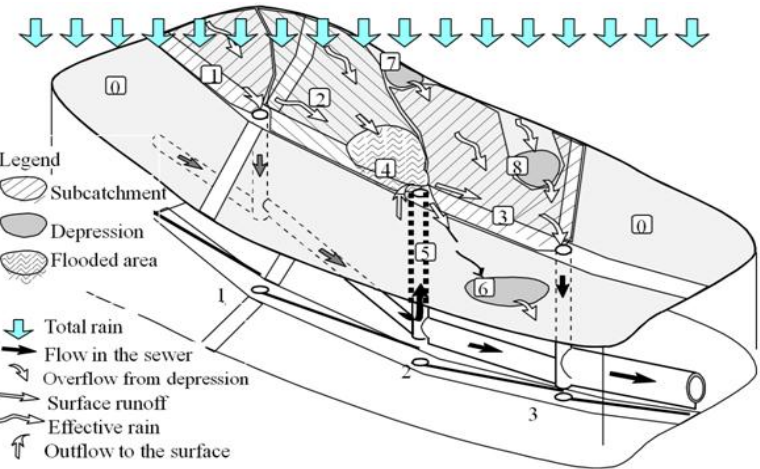 0
1
2
7
4
8
3
0
5
6
1
2
3
Legend
Subcatchment
Depression
Flooded area
Total rain
Flow in the sewer
Overflow from depression
Surface runoff
Effective rain
Outflow to the surface